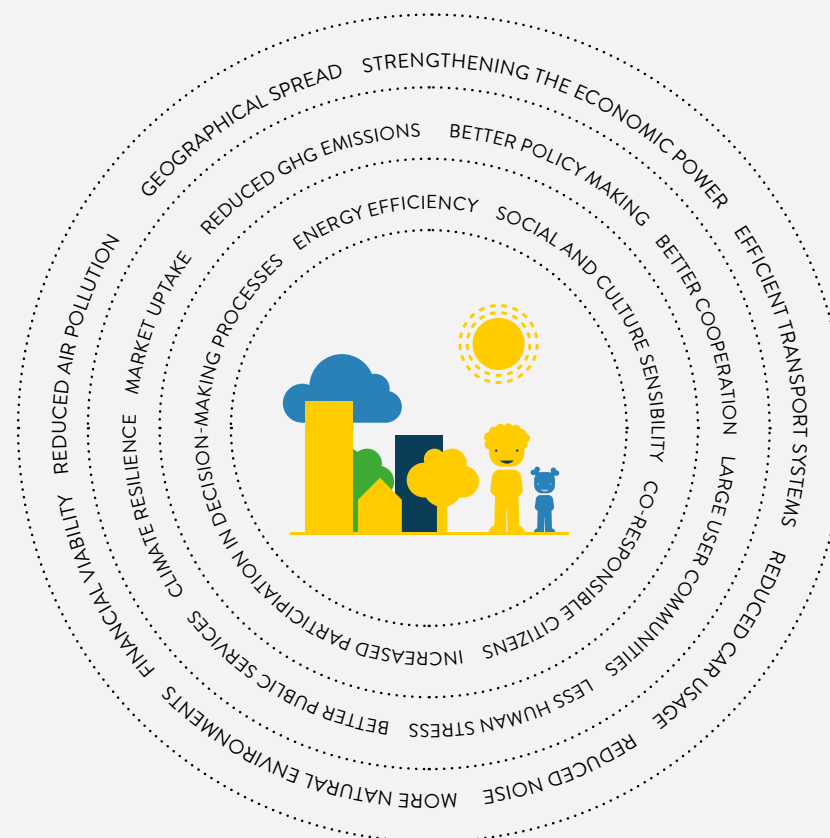 GEOGRAPHICAL SPREAD
STRENGTHENING THE ECONOMIC POWER
EFFICIENT TRANSPORT SYSTEMS
REDUCED CAR USAGE
REDUCED NOISE
MORE NATURAL ENVIRONMENTS
FINANCIAL VIABILITY
REDUCED AIR POLLUTION
REDUCED GHG EMISSIONS
BETTER POLICY MAKING
BETTER COOPERATION
LARGE USER COMMUNITIES
LESS HUMAN STRESS
BETTER PUBLIC SERVICES
CLIMATE RESILIENCE
MARKET UPTAKE
ENERGY EFFICIENCY
SOCIAL AND CULTURE SENSIBILITY
CO-RESPONSIBLE CITIZENS
INCREASED PARTICIPIATION IN DECISION-MAKING PROCESSES